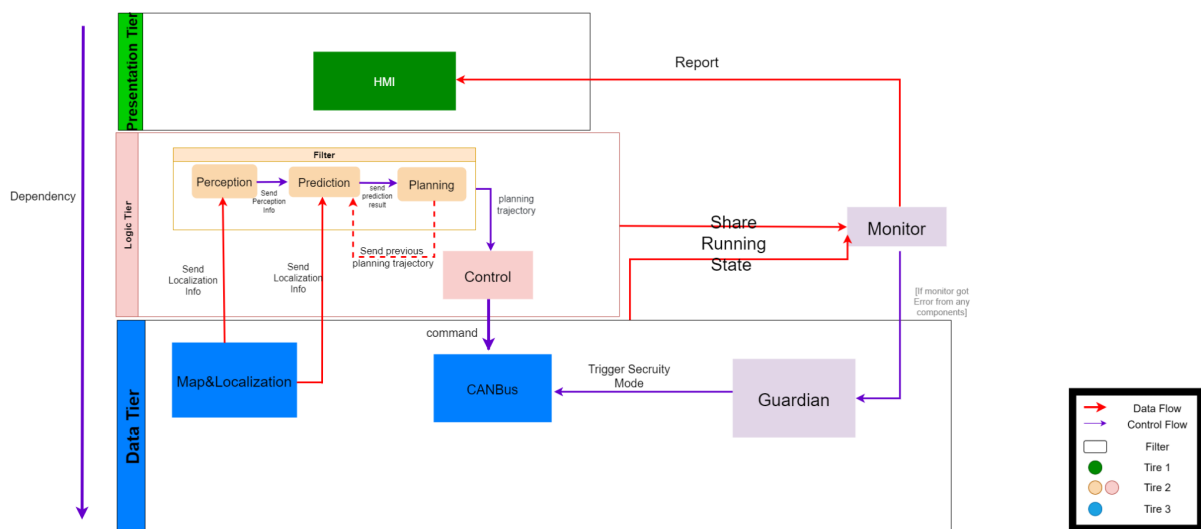 Presentation Tier
HMI
Report
Dependency
Logic Tier
Filter
Perception
Send
Perception
Info
Prediction
send
prediction
result
Planning
planning
trajectory
Send previous
planning trajectory
Send
Localization
Info
Send
Localization
Info
Control
Share
Running
State
Monitor
[If monitor got
Error from any
components]
command
Data Tier
Map&Localization
CANBus
Trigger Secruity
Mode
Guardian
Data Flow
Control Flow
Filter
Tire 1
Tire 2
Tire 3